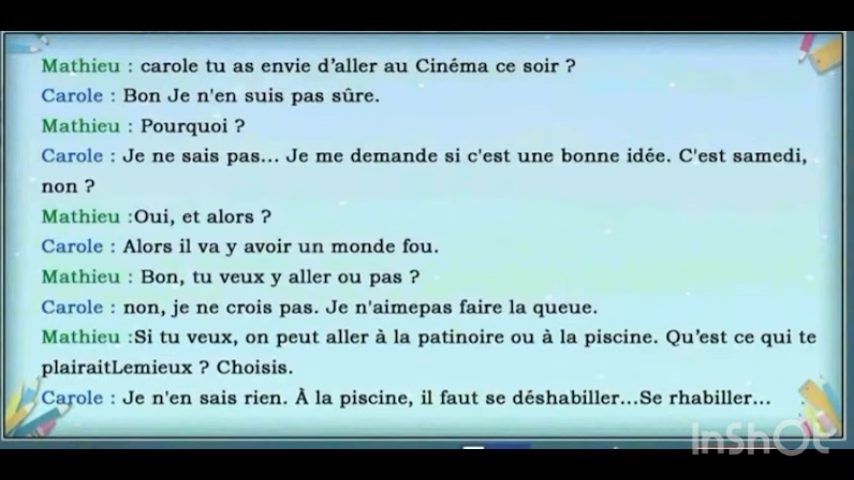 Mathieu : carole tu as envie d'aller au Cinéma ce soir ?
Carole : Bon Je n'en suis pas sûre.
Mathieu : Pourquoi ?
Carole : Je ne sais pas... Je me demande si c'est une bonne idée. C'est samedi,
non ?
Mathieu :Oui, et alors ?
Carole : Alors il va y avoir un monde fou.
Mathieu : Bon, tu veux y aller ou pas ?
Carole : non, je ne crois pas. Je n'aimepas faire la queue.
Mathieu :Si tu veux, on peut aller à la patinoire ou à la piscine. Qu'est ce qui te
plairaitLemieux ? Choisis.
Carole : Je n'en sais rien. À la piscine, il faut se déshabiller...Se rhabiller...
InShOt